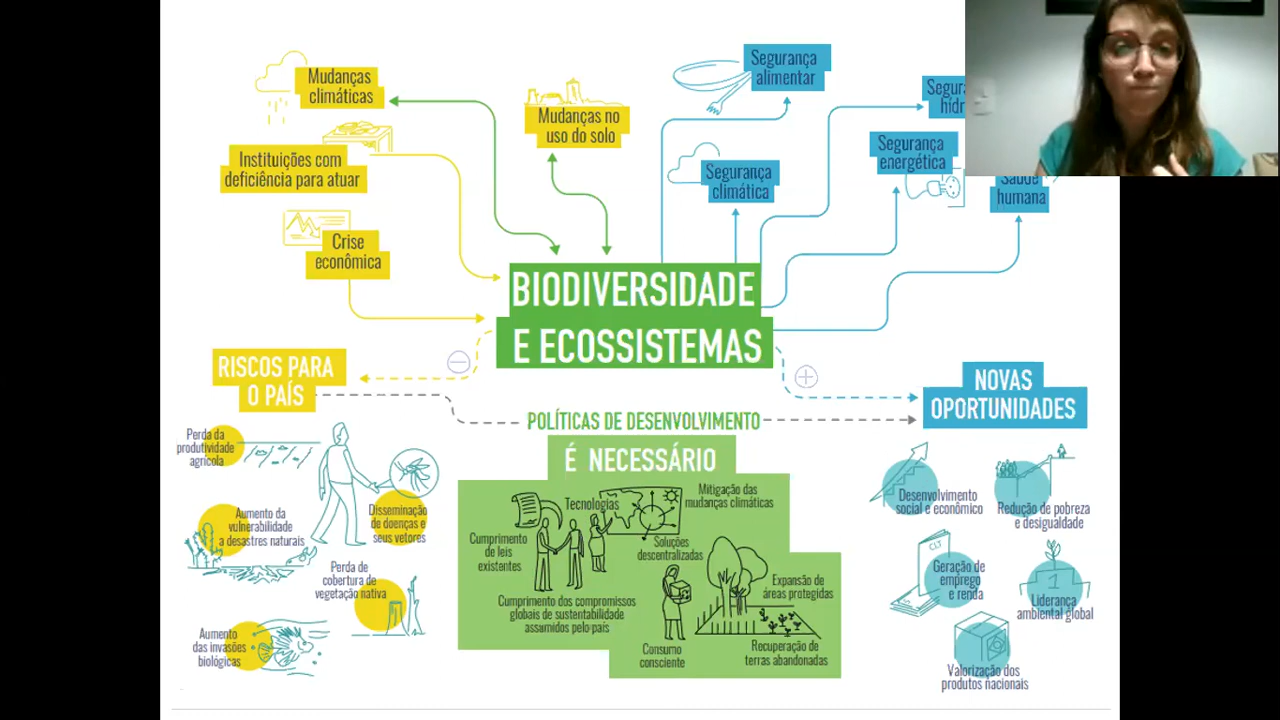 Mudanças
climáticas
Mudanças no
uso do solo
Instituições com
deficiência para atuar
Crise
econômica
Segurança
alimentar
Segurança
climática
Segurança
energética
humana
BIODIVERSIDADE
E ECOSSISTEMAS
RISCOS PARA
O PAÍS
NOVAS
OPORTUNIDADES
POLÍTICAS DE DESENVOLVIMENTO
É NECESSÁRIO
Perda da
produtividade
agrícola
Disseminação
de doenças e
seus vetores
Aumento da
vulnerabilidade
a desastres naturais
Perda de
cobertura de
vegetação nativa
Aumento
das invasões
biológicas
Tecnologias
Mitigação das
mudanças climáticas
Cumprimento
de leis
existentes
Soluções
descentralizadas
Cumprimento dos compromissos
globais de sustentabilidade
assumidos pelo país
Expansão de
áreas protegidas
Consumo
consciente
Recuperação de
terras abandonadas
Desenvolvimento
social e econômico
Redução de pobreza
e desigualdade
CLT
Geração de
emprego
e renda
1
Liderança
ambiental global
Valorização dos
produtos nacionais